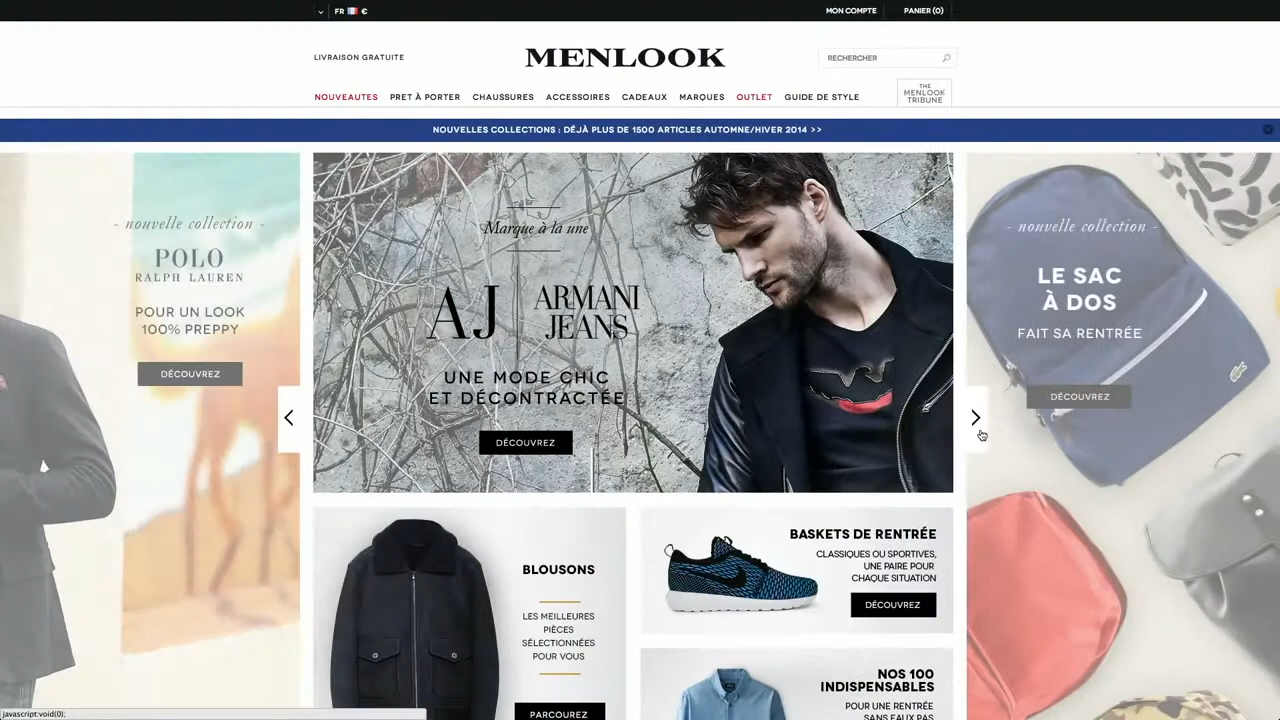 FR €
MON COMPTE
PANIER (0)
LIVRAISON GRATUITE
MENLOOK
RECHERCHER
NOUVEAUTES PRET À PORTER CHAUSSURES ACCESSOIRES CADEAUX MARQUES OUTLET GUIDE DE STYLE
THE
MENLOOK
TRIBUNE
NOUVELLES COLLECTIONS : DÉJÀ PLUS DE 1500 ARTICLES AUTOMNE/HIVER 2014 >>
- nouvelle collection -
POLO
RALPH LAUREN
POUR UN LOOK
100% PREPPY
DÉCOUVREZ
Marque à la une
AJ ARMANI
JEANS
UNE MODE CHIC
ET DÉCONTRACTÉE
DÉCOUVREZ
- nouvelle collection -
LE SAC
À DOS
FAIT SA RENTRÉE
DÉCOUVREZ
BLOUSONS
LES MEILLEURES
PIÈCES
SÉLECTIONNÉES
POUR VOUS
PARCOUREZ
BASKETS DE RENTRÉE
CLASSIQUES OU SPORTIVES,
UNE PAIRE POUR
CHAQUE SITUATION
DÉCOUVREZ
NOS 100
INDISPENSABLES
POUR UNE RENTRÉE
SANS FAUX PAS
javascript:void(0);